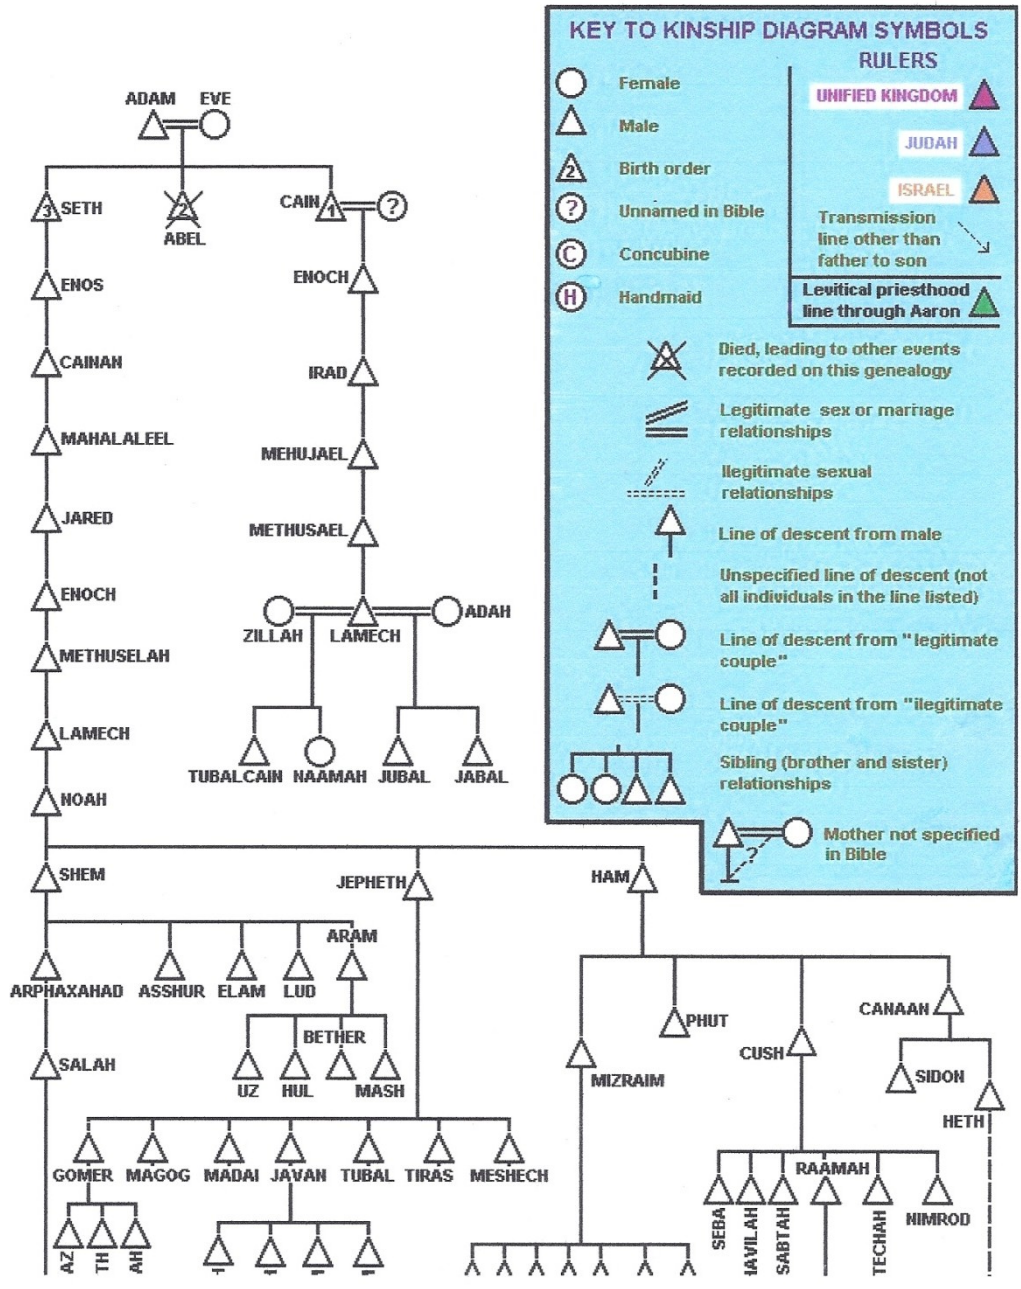 KEY TO KINSHIP DIAGRAM SYMBOLS
RULERS
Female
UNIFIED KINGDOM
Male
JUDAH
2
Birth order
ISRAEL
?
Unnamed in Bible
Transmission
line other than
father to son
C
Concubine
H
Handmaid
Levitical priesthood
line through Aaron
Died, leading to other events
recorded on this genealogy
Legitimate sex or marriage
relationships
Ilegitimate sexual
relationships
Line of descent from male
Unspecified line of descent (not
all individuals in the line listed)
Line of descent from "legitimate
couple"
Line of descent from "ilegitimate
couple"
Sibling (brother and sister)
relationships
?
Mother not specified
in Bible
ADAM EVE
3 SETH
2
ABEL
CAIN 1 ?
ENOS
ENOCH
CAINAN
IRAD
MAHALALEEL
MEHUJAEL
JARED
METHUSAEL
ENOCH
ZILLAH LAMECH ADAH
METHUSELAH
LAMECH
TUBALCAIN NAAMAH JUBAL JABAL
NOAH
SHEM
JEPHETH
HAM
ARAM
ARPHAXAHAD ASSHUR ELAM LUD
BETHER
SALAH
UZ HUL MASH
PHUT
CANAAN
CUSH
MIZRAIM
SIDON
HETH
GOMER MAGOG MADAI JAVAN TUBAL TIRAS MESHECH
RAAMAH
SEBA
SABTAH
TECHAH
NIMROD
AZ
TH
AH